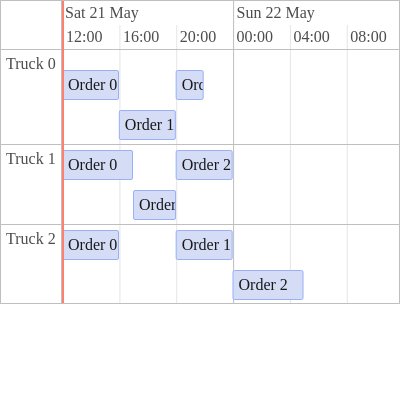 Sat 21 May Sun 22 May
12:00 16:00 20:00 00:00 04:00 08:00
Truck 0
Order 0
Order 1
Truck 1
Order 0 Order 2
Order
Truck 2
Order 0 Order 1
Order 2